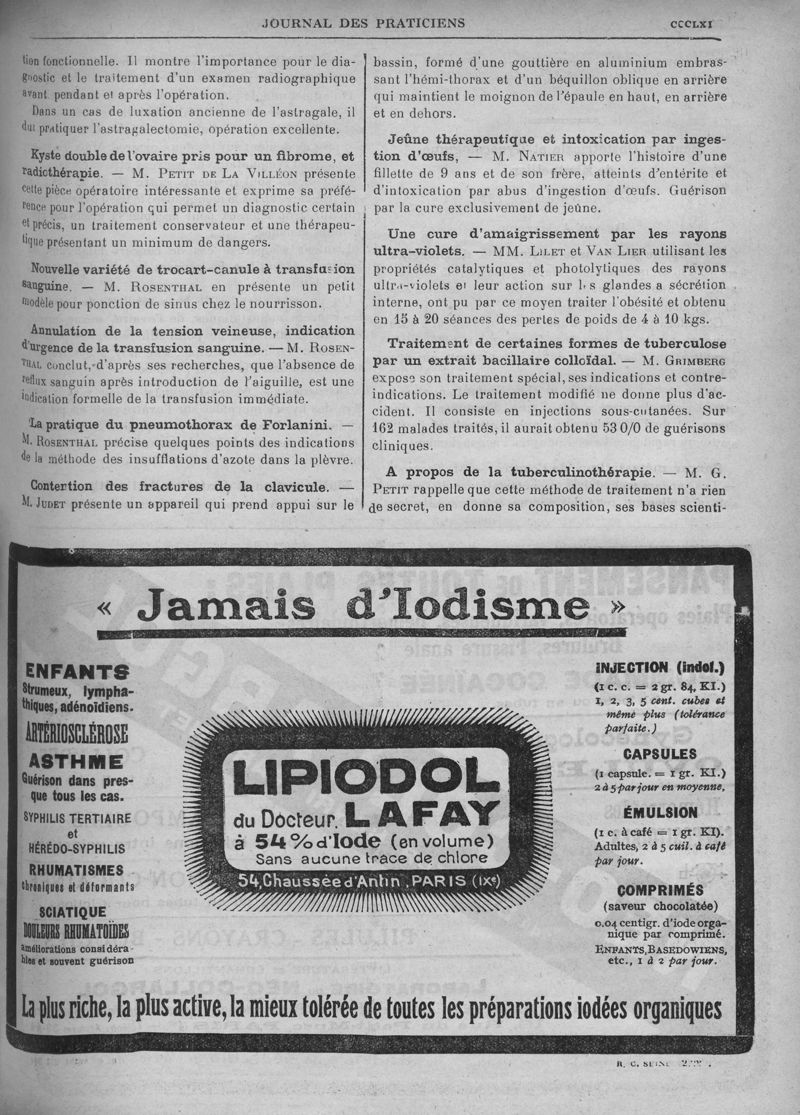 JOURNAL DES PRATICIENS
CCCLXI
tion fonctionnelle. Il montre l'importance pour le dia-
gnostic et le traitement d'un examen radiographique
avant pendant et après l'opération.
Dans un cas de luxation ancienne de l'astragale, il
dut pratiquer l'astragalectomie, opération excellente.
Kyste double de l'ovaire pris pour un fibrome, et
radicthérapie. — M. PETIT DE LA VILLÉON présente
cette pièce opératoire intéressante et exprime sa préfé-
rence pour l'opération qui permet un diagnostic certain
et précis, un traitement conservateur et une thérapeu-
tique présentant un minimum de dangers.
Nouvelle variété de trocart-canule à transfusion
sanguine. — M. ROSENTHAL en présente un petit
modèle pour ponction de sinus chez le nourrisson.
Annulation de la tension veineuse, indication
d'urgence de la transfusion sanguine. — M. ROSEN-
THAL conclut, d'après ses recherches, que l'absence de
reflux sanguin après introduction de l'aiguille, est une
indication formelle de la transfusion immédiate.
La pratique du pneumothorax de Forlanini. —
M. ROSENTHAL précise quelques points des indications
de la méthode des insufflations d'azote dans la plèvre.
Contertion des fractures de la clavicule. —
M. JUDET présente un appareil qui prend appui sur le
bassin, formé d'une gouttière en aluminium embras-
sant l'hémi-thorax et d'un béquillon oblique en arrière
qui maintient le moignon de l'épaule en haut, en arrière
et en dehors.
Jeûne thérapeutique et intoxication par inges-
tion d'œufs, — M. NATIER apporte l'histoire d'une
fillette de 9 ans et de son frère, atteints d'entérite et
d'intoxication par abus d'ingestion d'œufs. Guérison
par la cure exclusivement de jeûne.
Une cure d'amaigrissement par les rayons
ultra-violets. — MM. LILET et VAN LIER utilisant les
propriétés catalytiques et photolytiques des rayons
ultra-violets et leur action sur les glandes a sécrétion
interne, ont pu par ce moyen traiter l'obésité et obtenu
en 15 à 20 séances des pertes de poids de 4 à 10 kgs.
Traitement de certaines formes de tuberculose
par un extrait bacillaire colloïdal. — M. GRIMBERG
expose son traitement spécial, ses indications et contre-
indications. Le traitement modifié ne donne plus d'ac-
cident. Il consiste en injections sous-cutanées. Sur
162 malades traités, il aurait obtenu 53 0/0 de guérisons
cliniques.
A propos de la tuberculinothérapie. — M. G.
PETIT rappelle que cette méthode de traitement n'a rien
de secret, en donne sa composition, ses bases scienti-
« Jamais d'Iodisme »
ENFANTS
Strumeux, lympha-
thiques, adénoïdiens.
ARTÉRIOSCLÉROSE
ASTHME
Guérison dans pres-
que tous les cas.
SYPHILIS TERTIAIRE
et
HÉRÉDO-SYPHILIS
RHUMATISMES
chroniques et déformants
SCIATIQUE
DOULEURS RHUMATOÏDES
améliorations considéra-
bles et souvent guérison
LIPIODOL
du Docteur LAFAY
à 54% d'Iode (en volume)
Sans aucune trace de chlore
54, Chaussée d'Antin, PARIS (IXe)
INJECTION (indol.)
(1 c. c. = 2 gr. 84, KI.)
1, 2, 3, 5 cent. cubes et
même plus (tolérance
parfaite.)
CAPSULES
(1 capsule. = 1 gr. KI.)
2 à 5 par jour en moyenne.
ÉMULSION
(1 c. à café = 1 gr. KI).
Adultes, 2 à 5 cuil. à café
par jour.
COMPRIMÉS
(saveur chocolatée)
0.04 centigr. d'iode orga-
nique par comprimé.
ENFANTS, BASEDOWIENS,
etc., 1 à 2 par jour.
La plus riche, la plus active, la mieux tolérée de toutes les préparations iodées organiques
R. C. SEINE